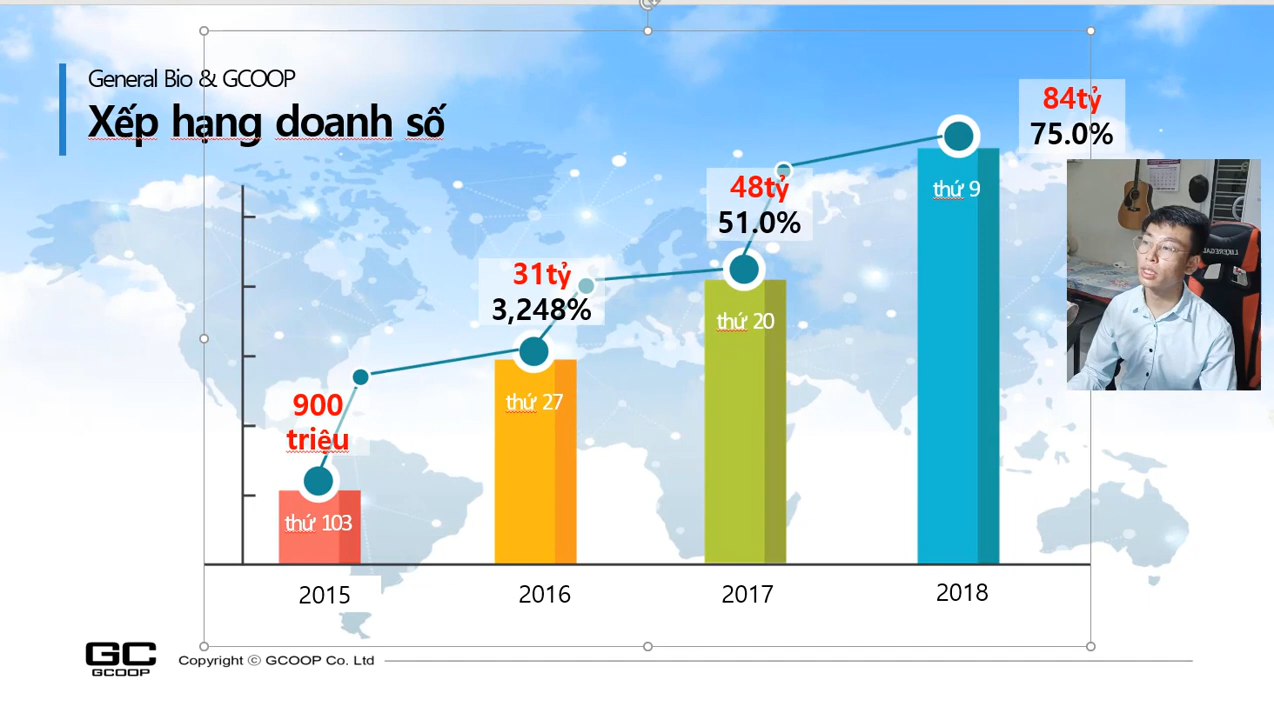 General Bio & GCOOP
Xếp hạng doanh số
84tỷ
75.0%
thứ 9
48tỷ
51.0%
thứ 20
31tỷ
3,248%
thứ 27
900
triệu
thứ 103
2015
2016
2017
2018
GC
GCOOP
Copyright ⓒ GCOOP Co. Ltd